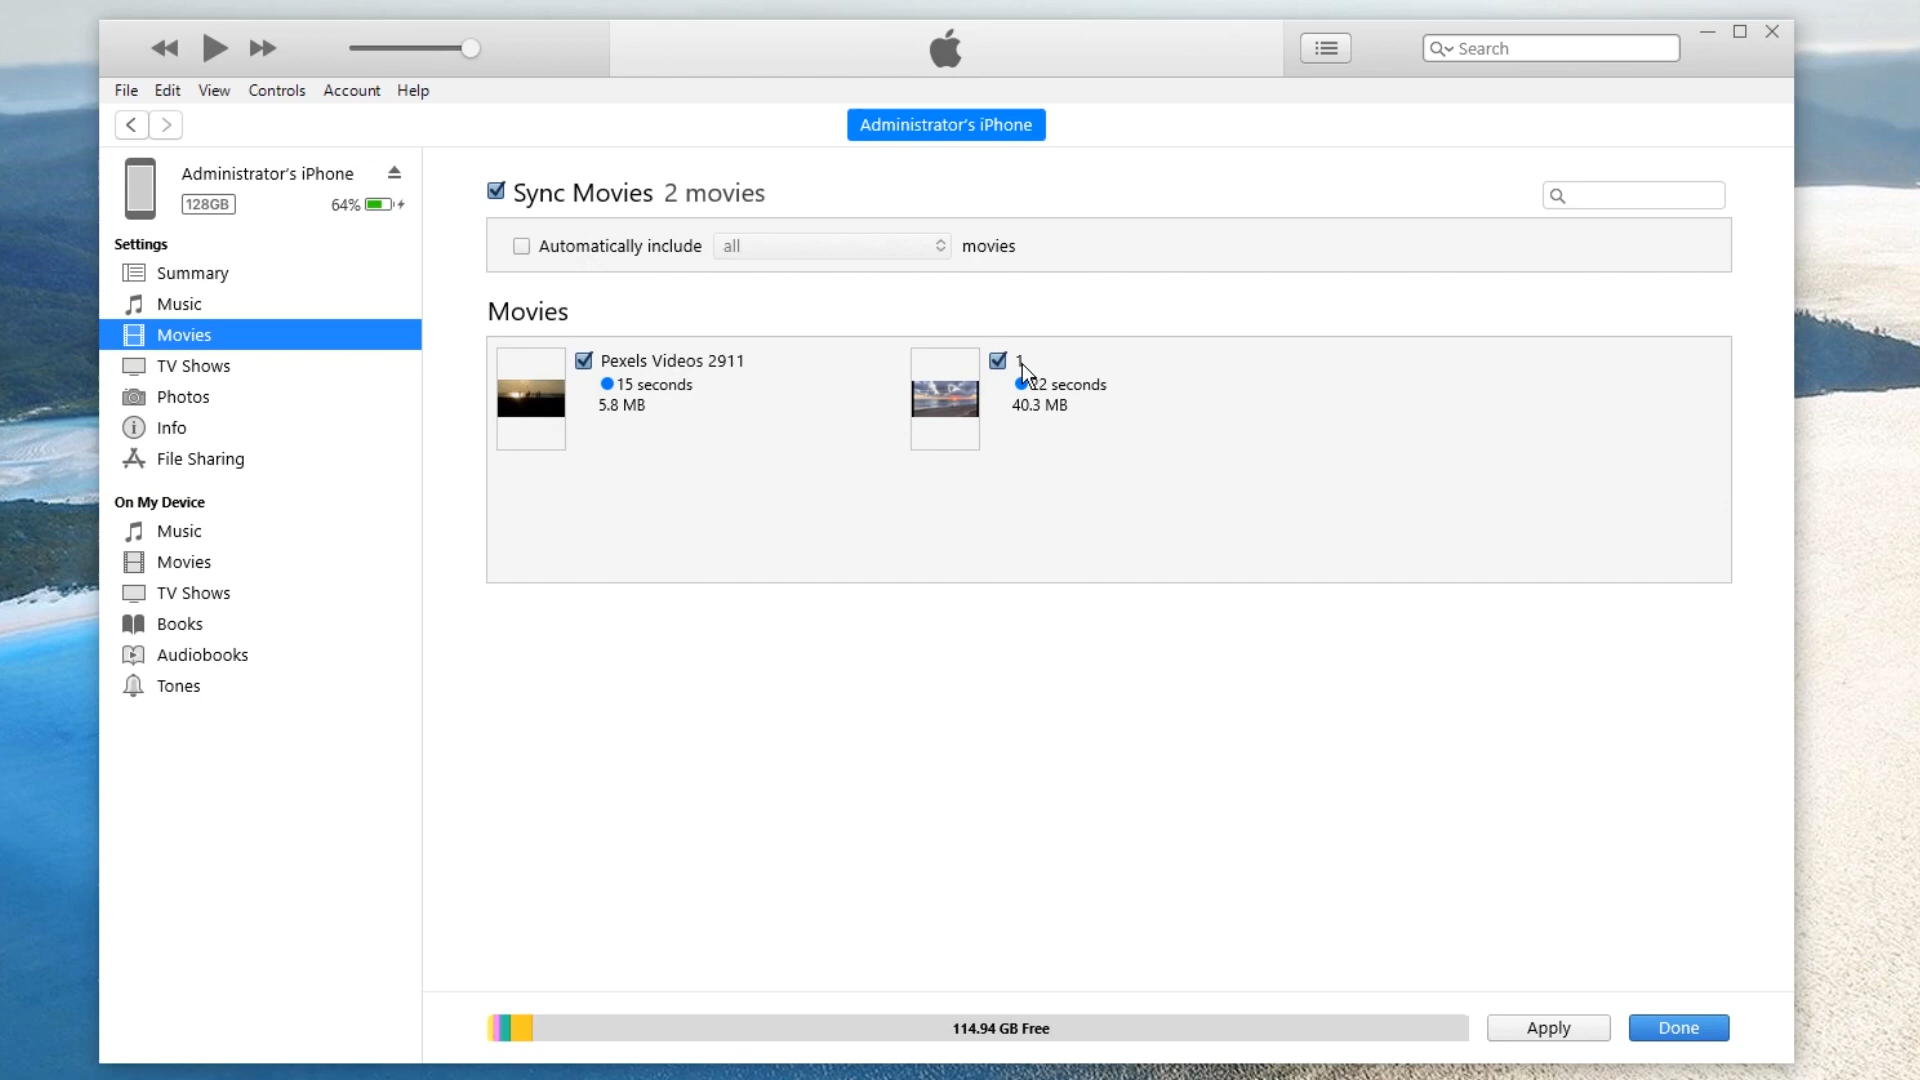 Search
File Edit View Controls Account Help
Administrator's iPhone
Administrator's iPhone
128GB 64%
Settings
Summary
Music
Movies
TV Shows
Photos
Info
File Sharing
On My Device
Music
Movies
TV Shows
Books
Audiobooks
Tones
Sync Movies 2 movies
Automatically include all movies
Movies
Pexels Videos 2911
15 seconds
5.8 MB
1
22 seconds
40.3 MB
114.94 GB Free
Apply Done